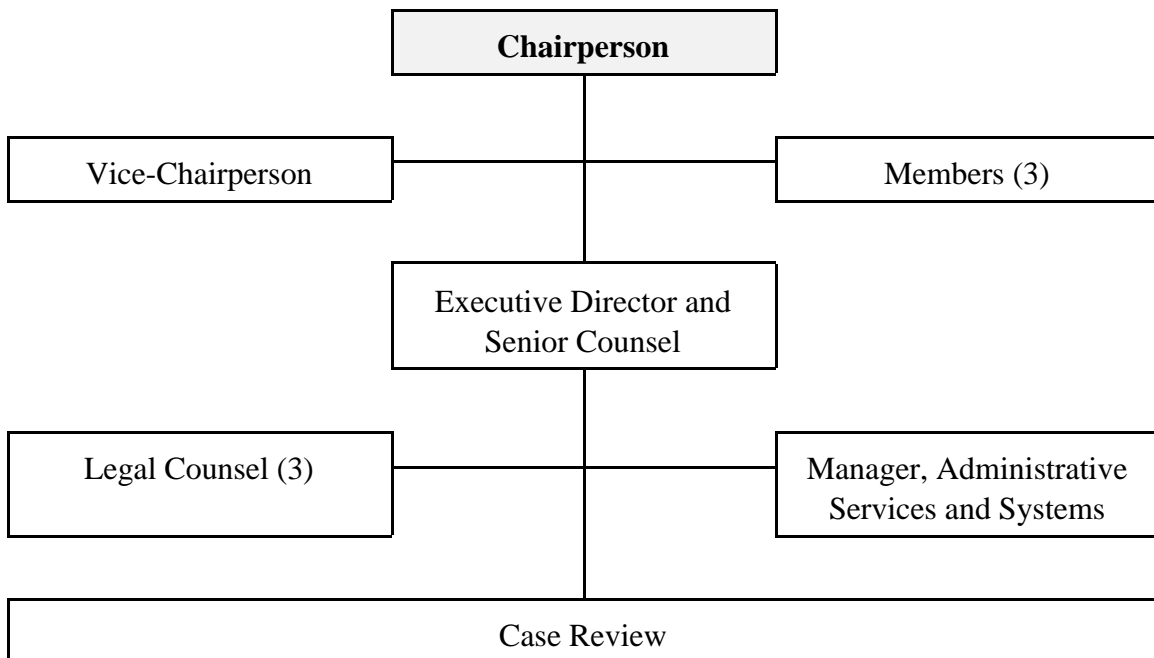 Chairperson
Vice-Chairperson
Members (3)
Executive Director and
Senior Counsel
Legal Counsel (3)
Manager, Administrative
Services and Systems
Case Review